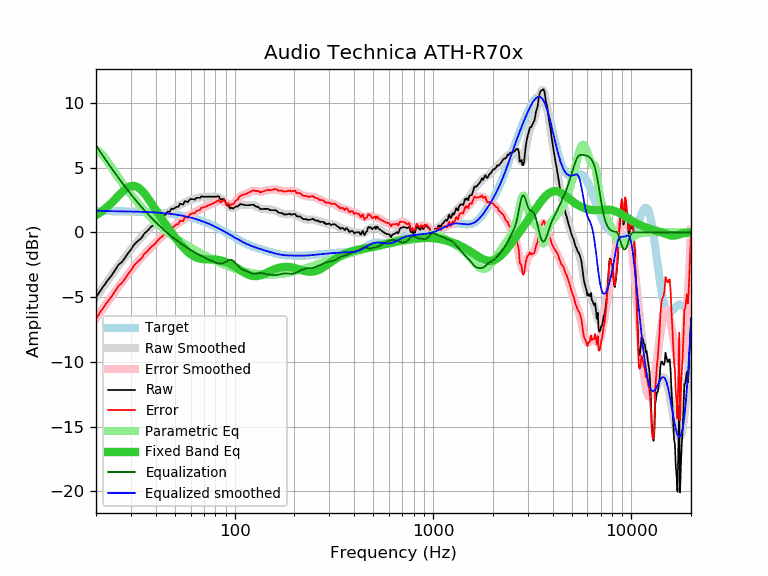 Audio Technica ATH-R70x
10
5
0
−5
−10
−15
−20
Amplitude (dBr)
Target
Raw Smoothed
Error Smoothed
Raw
Error
Parametric Eq
Fixed Band Eq
Equalization
Equalized smoothed
100
1000
10000
Frequency (Hz)